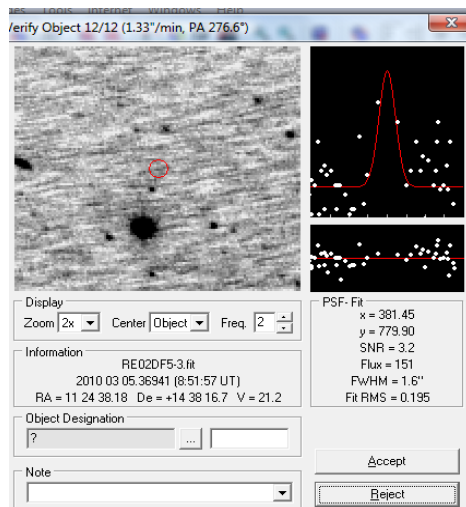 Tools Internet Windows Help
Verify Object 12/12 (1.33"/min, PA 276.6°)
Display
Zoom 2x Center Object Freq. 2
Information
RE02DF5-3.fit
2010 03 05.36941 (8:51:57 UT)
RA = 11 24 38.18 De = +14 38 16.7 V = 21.2
Object Designation
? ...
Note
PSF- Fit
x = 381.45
y = 779.90
SNR = 3.2
Flux = 151
FWHM = 1.6"
Fit RMS = 0.195
Accept
Reject